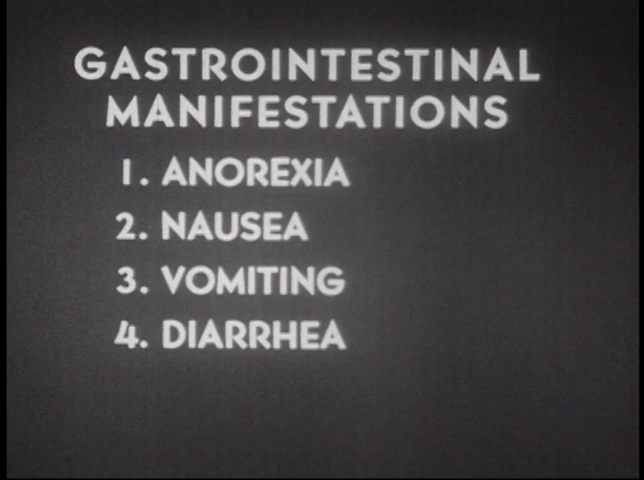 GASTROINTESTINAL
MANIFESTATIONS
1. ANOREXIA
2. NAUSEA
3. VOMITING
4. DIARRHEA